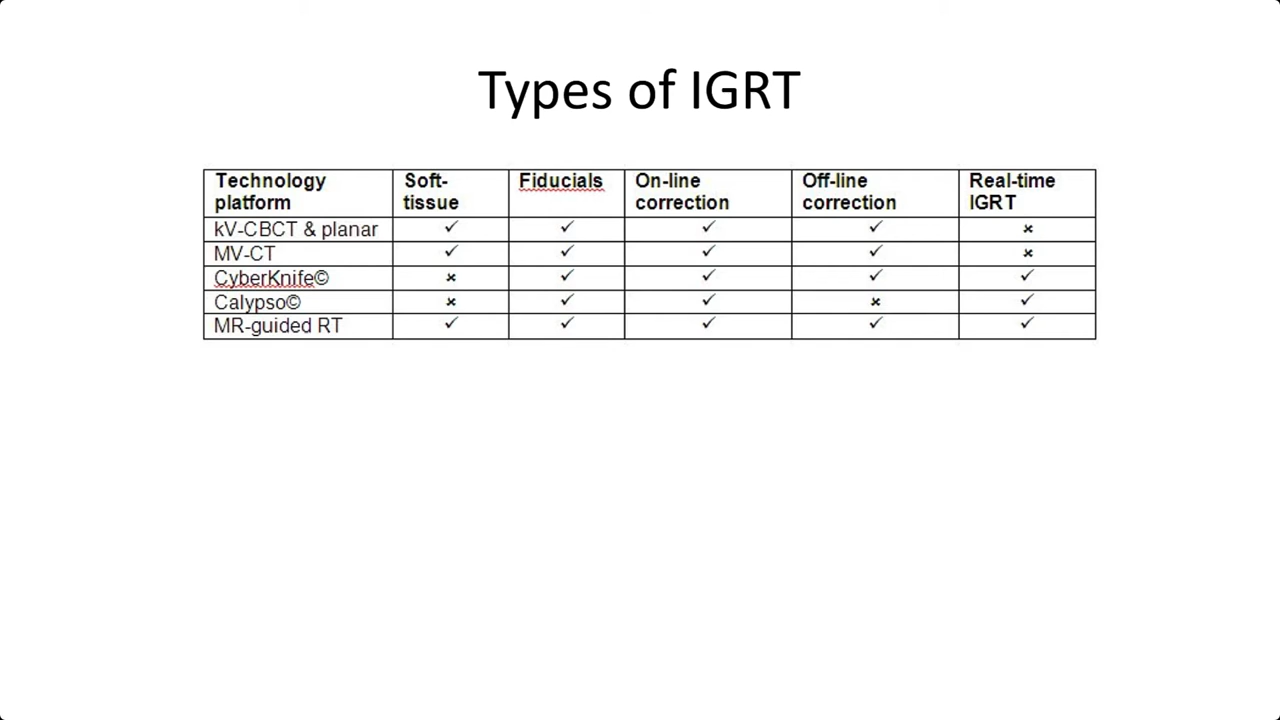 Types of IGRT
Technology platform Soft-tissue Fiducials On-line correction Off-line correction Real-time IGRT
kV-CBCT & planar ✓ ✓ ✓ ✓ ×
MV-CT ✓ ✓ ✓ ✓ ×
CyberKnife© × ✓ ✓ ✓ ✓
Calypso© × ✓ ✓ × ✓
MR-guided RT ✓ ✓ ✓ ✓ ✓